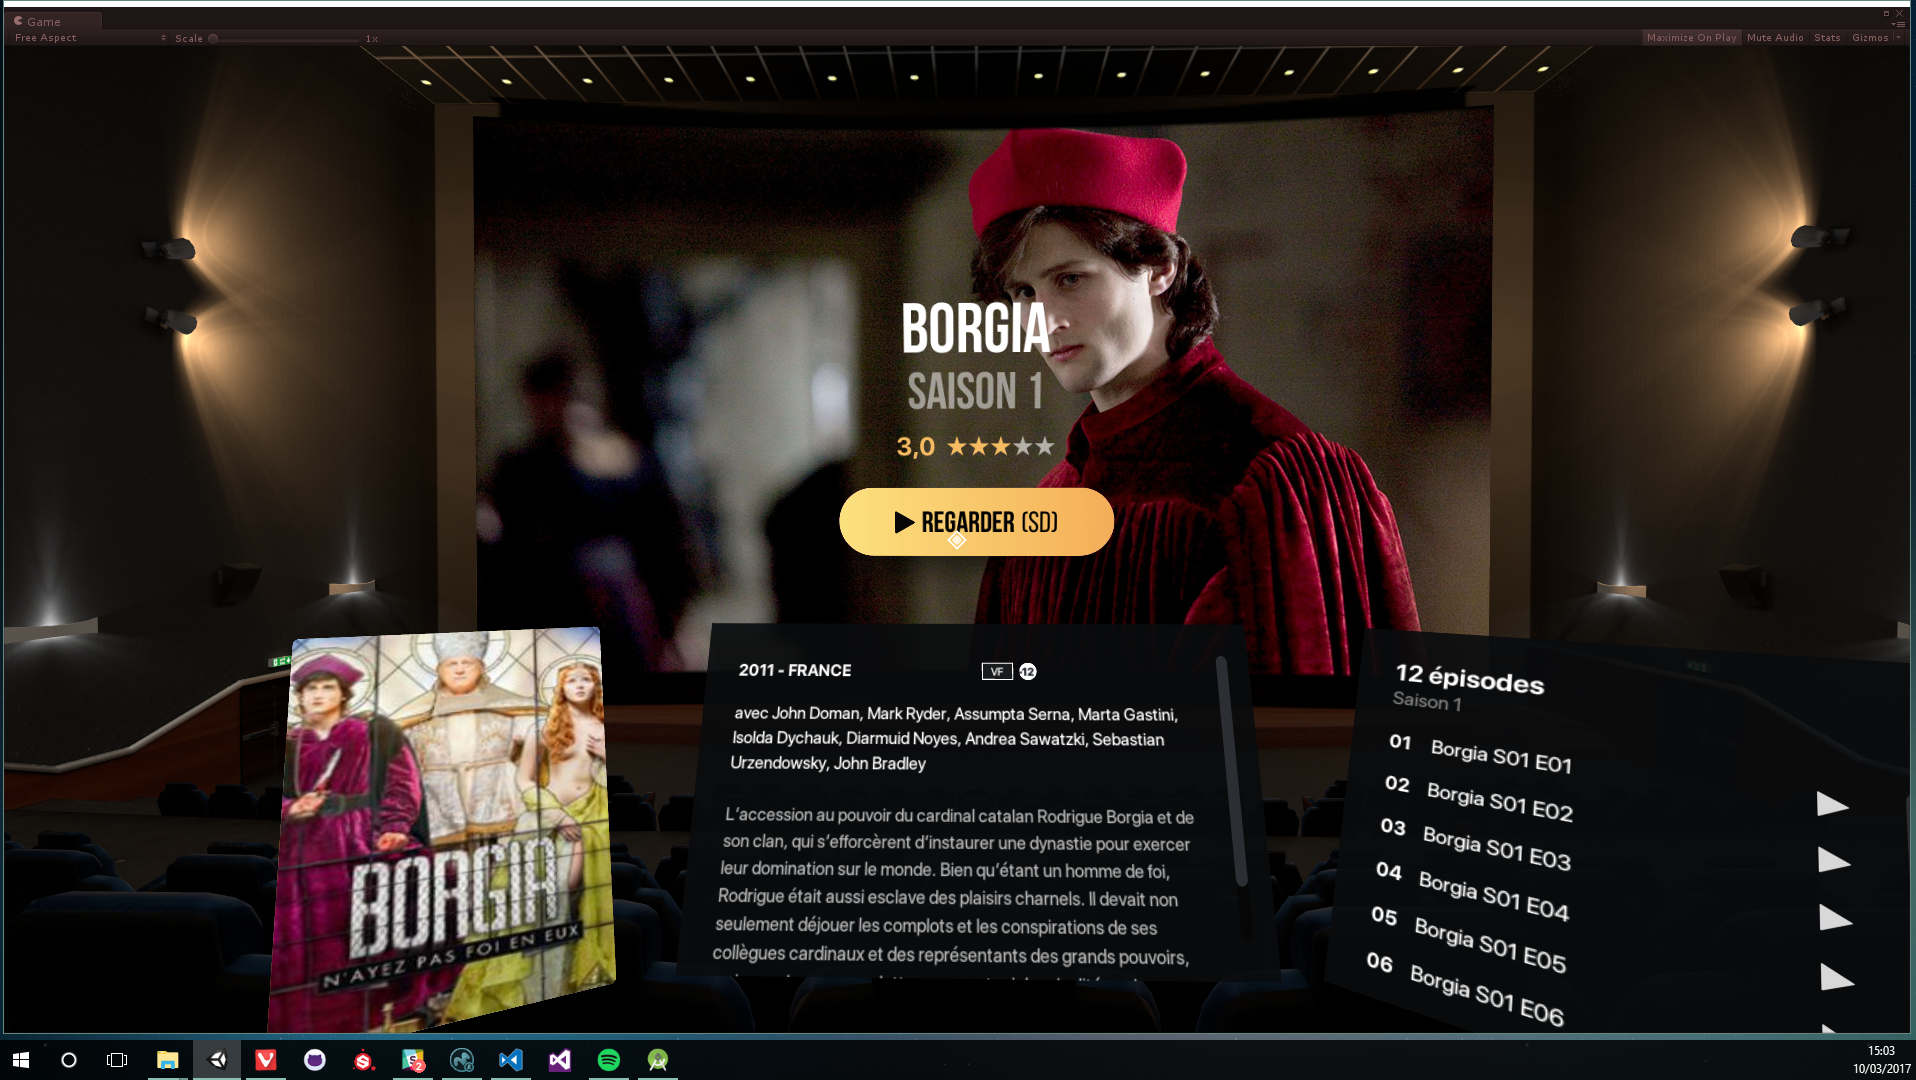 Game
Free Aspect
Scale
1x
Maximize On Play
Mute Audio
Stats
Gizmos
BORGIA
SAISON 1
3,0
REGARDER (SD)
BORGIA
N'AYEZ PAS FOI EN EUX
2011 - FRANCE
VF
-12
avec John Doman, Mark Ryder, Assumpta Serna, Marta Gastini,
Isolda Dychauk, Diarmuid Noyes, Andrea Sawatzki, Sebastian
Urzendowsky, John Bradley
L'accession au pouvoir du cardinal catalan Rodrigue Borgia et de
son clan, qui s'efforcèrent d'instaurer une dynastie pour exercer
leur domination sur le monde. Bien qu'étant un homme de foi,
Rodrigue était aussi esclave des plaisirs charnels. Il devait non
seulement déjouer les complots et les conspirations de ses
collègues cardinaux et des représentants des grands pouvoirs,
12 épisodes
Saison 1
01 Borgia S01 E01
02 Borgia S01 E02
03 Borgia S01 E03
04 Borgia S01 E04
05 Borgia S01 E05
06 Borgia S01 E06
2
15:03
10/03/2017